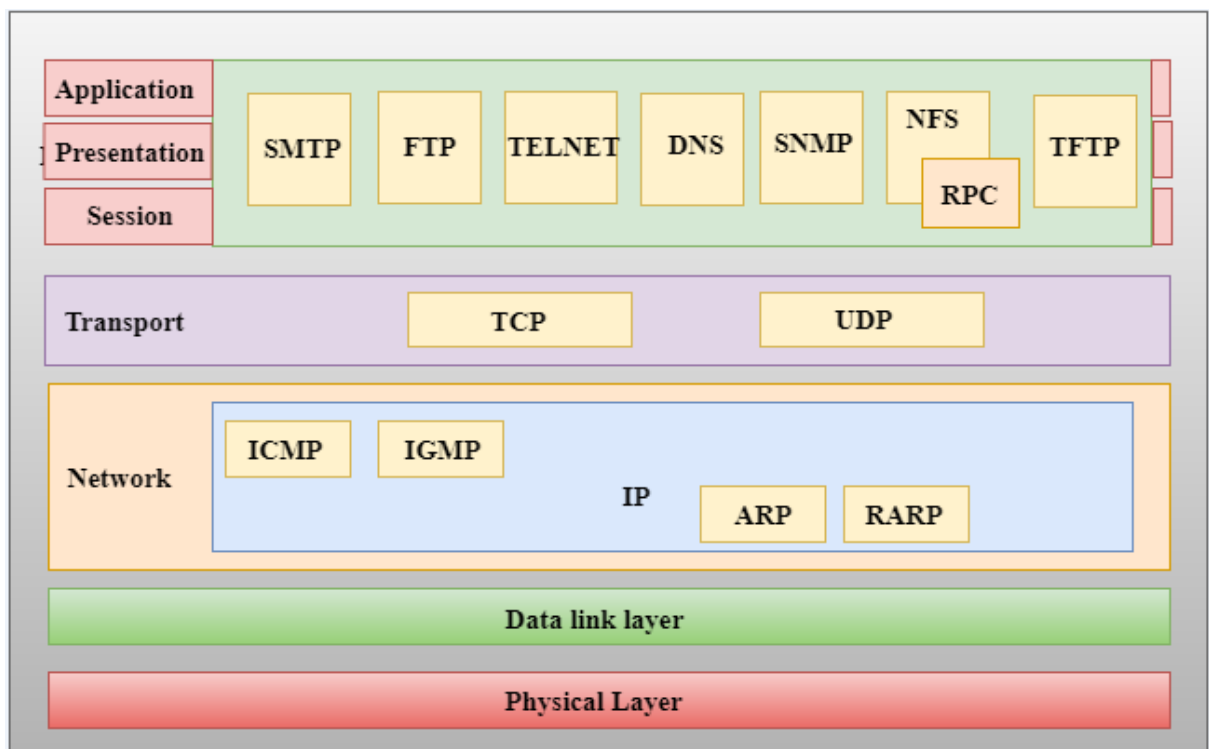 Application
Presentation
Session
SMTP
FTP
TELNET
DNS
SNMP
NFS
RPC
TFTP
Transport
TCP
UDP
Network
ICMP
IGMP
IP
ARP
RARP
Data link layer
Physical Layer